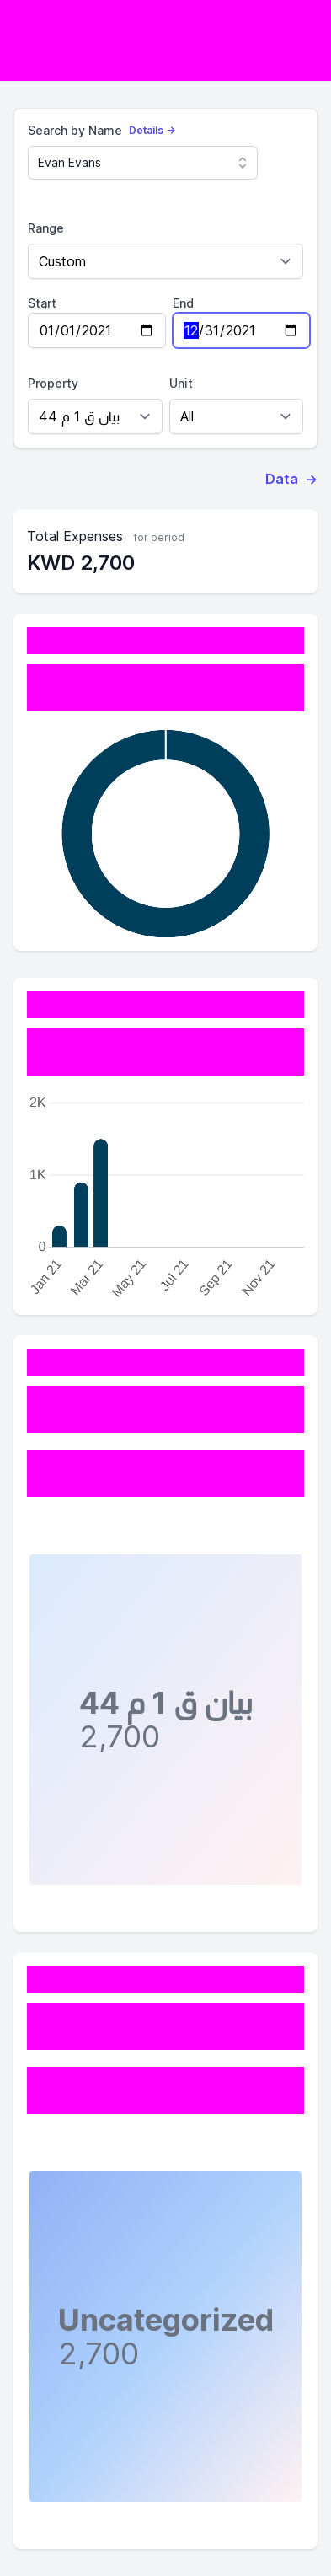 Search by Name Details →
Evan Evans
Range
Custom
Start End
01/01/2021 12/31/2021
Property Unit
بيان ق 1 م 44 All
Data →
Total Expenses for period
KWD 2,700
2K
1K
0
Jan 21 Mar 21 May 21 Jul 21 Sep 21 Nov 21
بيان ق 1 م 44
2,700
Uncategorized
2,700